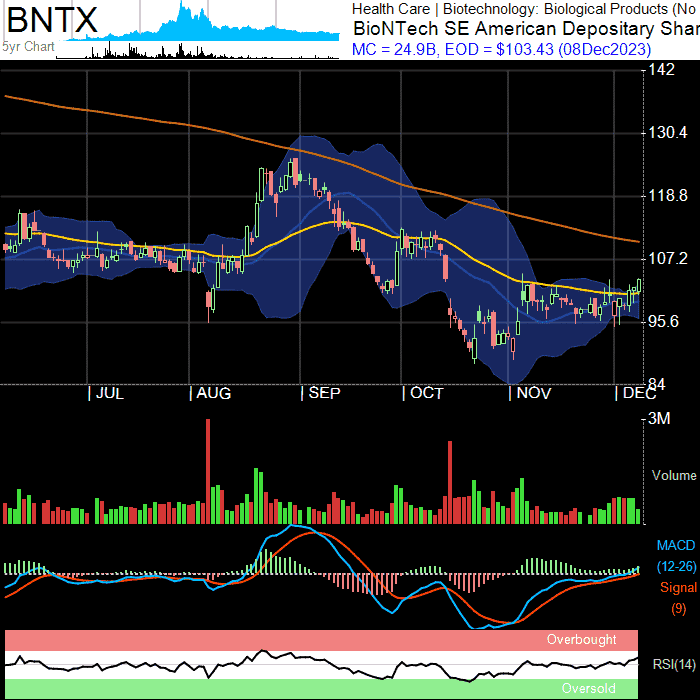 BNTX
5yr Chart
Health Care | Biotechnology: Biological Products (No
BioNTech SE American Depositary Shar
MC = 24.9B, EOD = $103.43 (08Dec2023)
142
130.4
118.8
107.2
95.6
84
JUL AUG SEP OCT NOV DEC
3M
Volume
MACD
(12-26)
Signal
(9)
Overbought
RSI(14)
Oversold